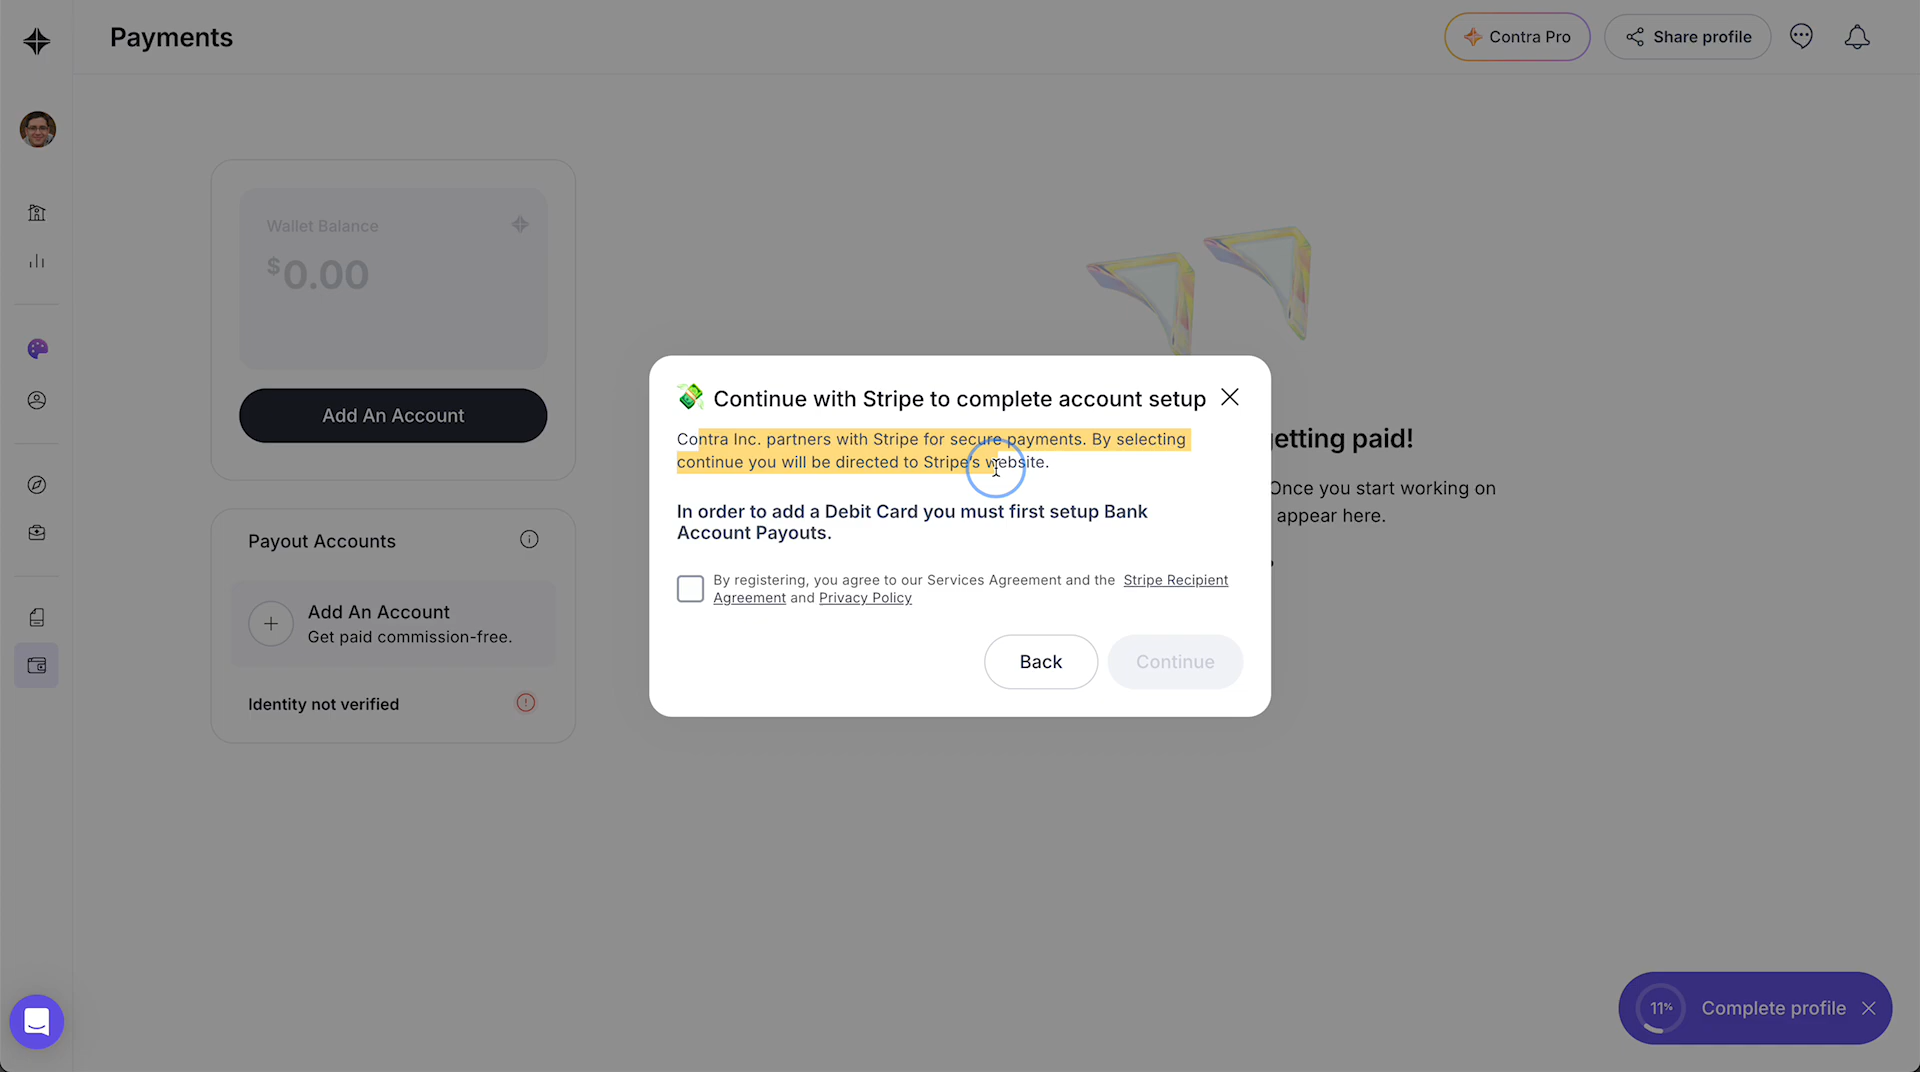 Payments
Contra Pro
Share profile
Wallet Balance
$0.00
Add An Account
Payout Accounts
Add An Account
Get paid commission-free.
Identity not verified
Continue with Stripe to complete account setup
Contra Inc. partners with Stripe for secure payments. By selecting
continue you will be directed to Stripe's website.
In order to add a Debit Card you must first setup Bank
Account Payouts.
By registering, you agree to our Services Agreement and the Stripe Recipient
Agreement and Privacy Policy
Back
Continue
getting paid!
Once you start working on
appear here.
11%
Complete profile